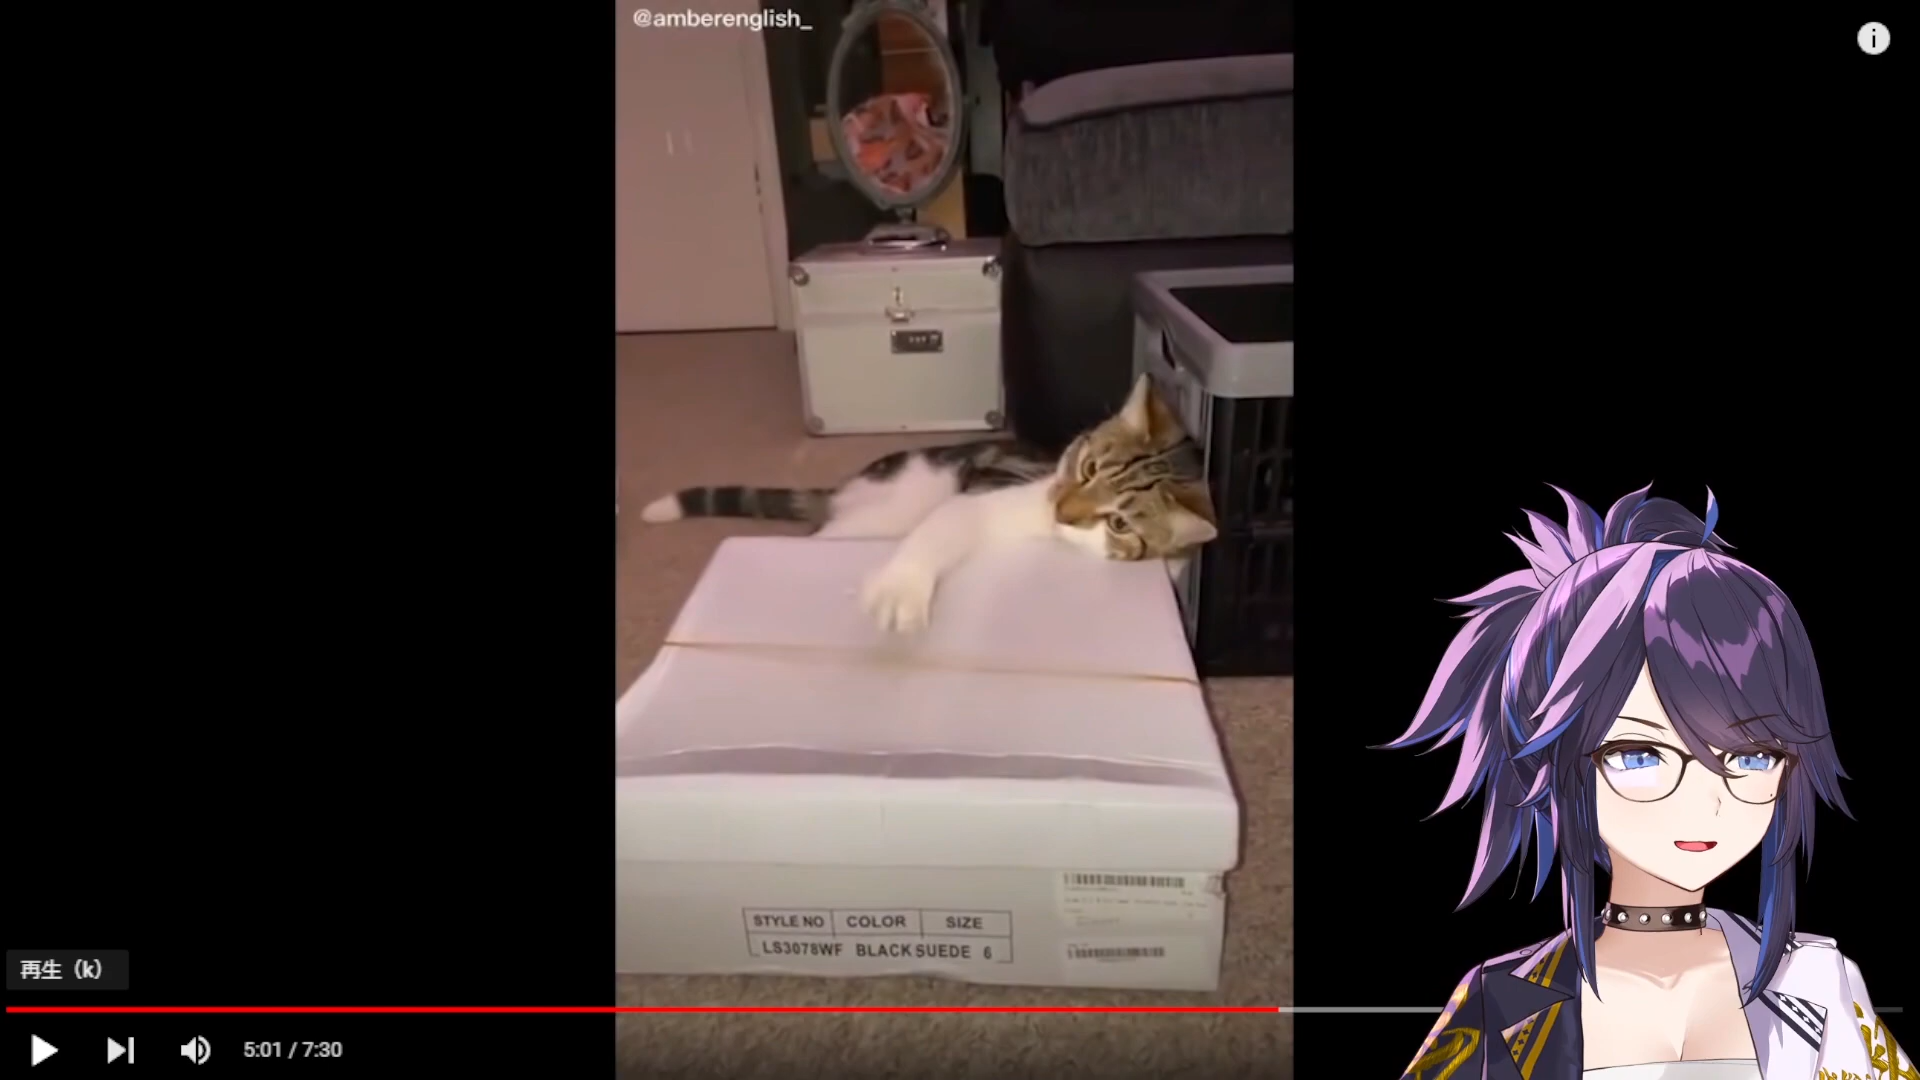 @amberenglish_
STYLE NO COLOR SIZE
LS3078WF BLACK SUEDE 6
再生 (k)
5:01 / 7:30